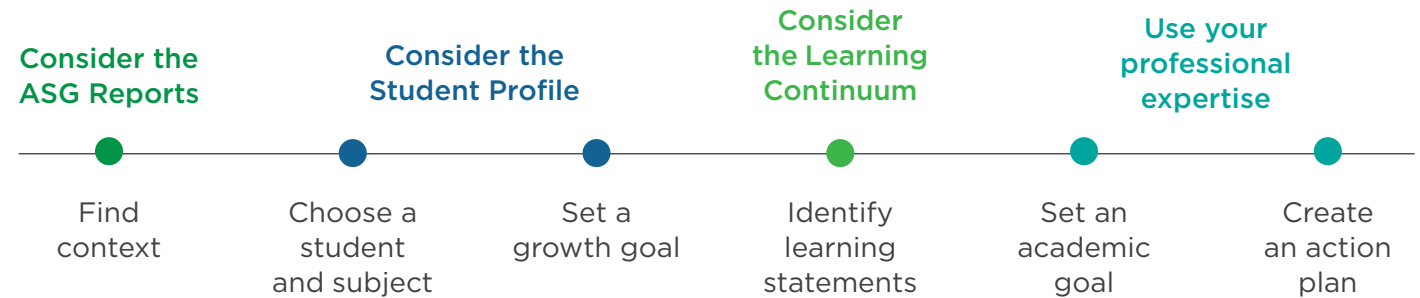 Consider the
ASG Reports
Consider the
Student Profile
Consider
the Learning
Continuum
Use your
professional
expertise
Find
context
Choose a
student
and subject
Set a
growth goal
Identify
learning
statements
Set an
academic
goal
Create
an action
plan